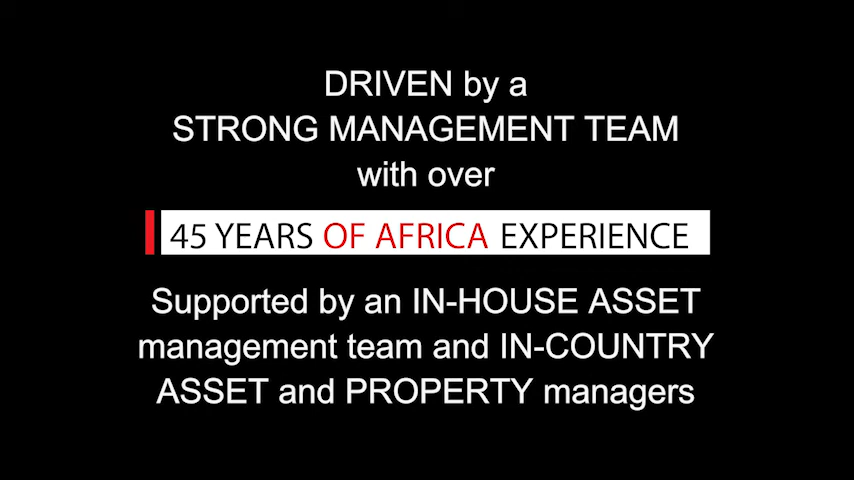 DRIVEN by a
STRONG MANAGEMENT TEAM
with over
45 YEARS OF AFRICA EXPERIENCE
Supported by an IN-HOUSE ASSET
management team and IN-COUNTRY
ASSET and PROPERTY managers